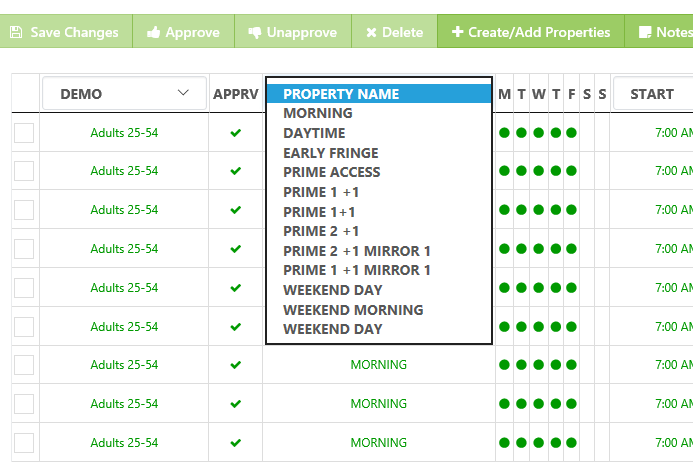 Save Changes Approve Unapprove Delete Create/Add Properties Notes
DEMO APPRV M T W T F S S START
PROPERTY NAME
MORNING
DAYTIME
EARLY FRINGE
PRIME ACCESS
PRIME 1 +1
PRIME 1+1
PRIME 2 +1
PRIME 2 +1 MIRROR 1
PRIME 1 +1 MIRROR 1
WEEKEND DAY
WEEKEND MORNING
WEEKEND DAY
Adults 25-54 7:00 AM
Adults 25-54 7:00 AM
Adults 25-54 7:00 AM
Adults 25-54 7:00 AM
Adults 25-54 7:00 AM
Adults 25-54 7:00 AM
Adults 25-54 MORNING 7:00 AM
Adults 25-54 MORNING 7:00 AM
Adults 25-54 MORNING 7:00 AM